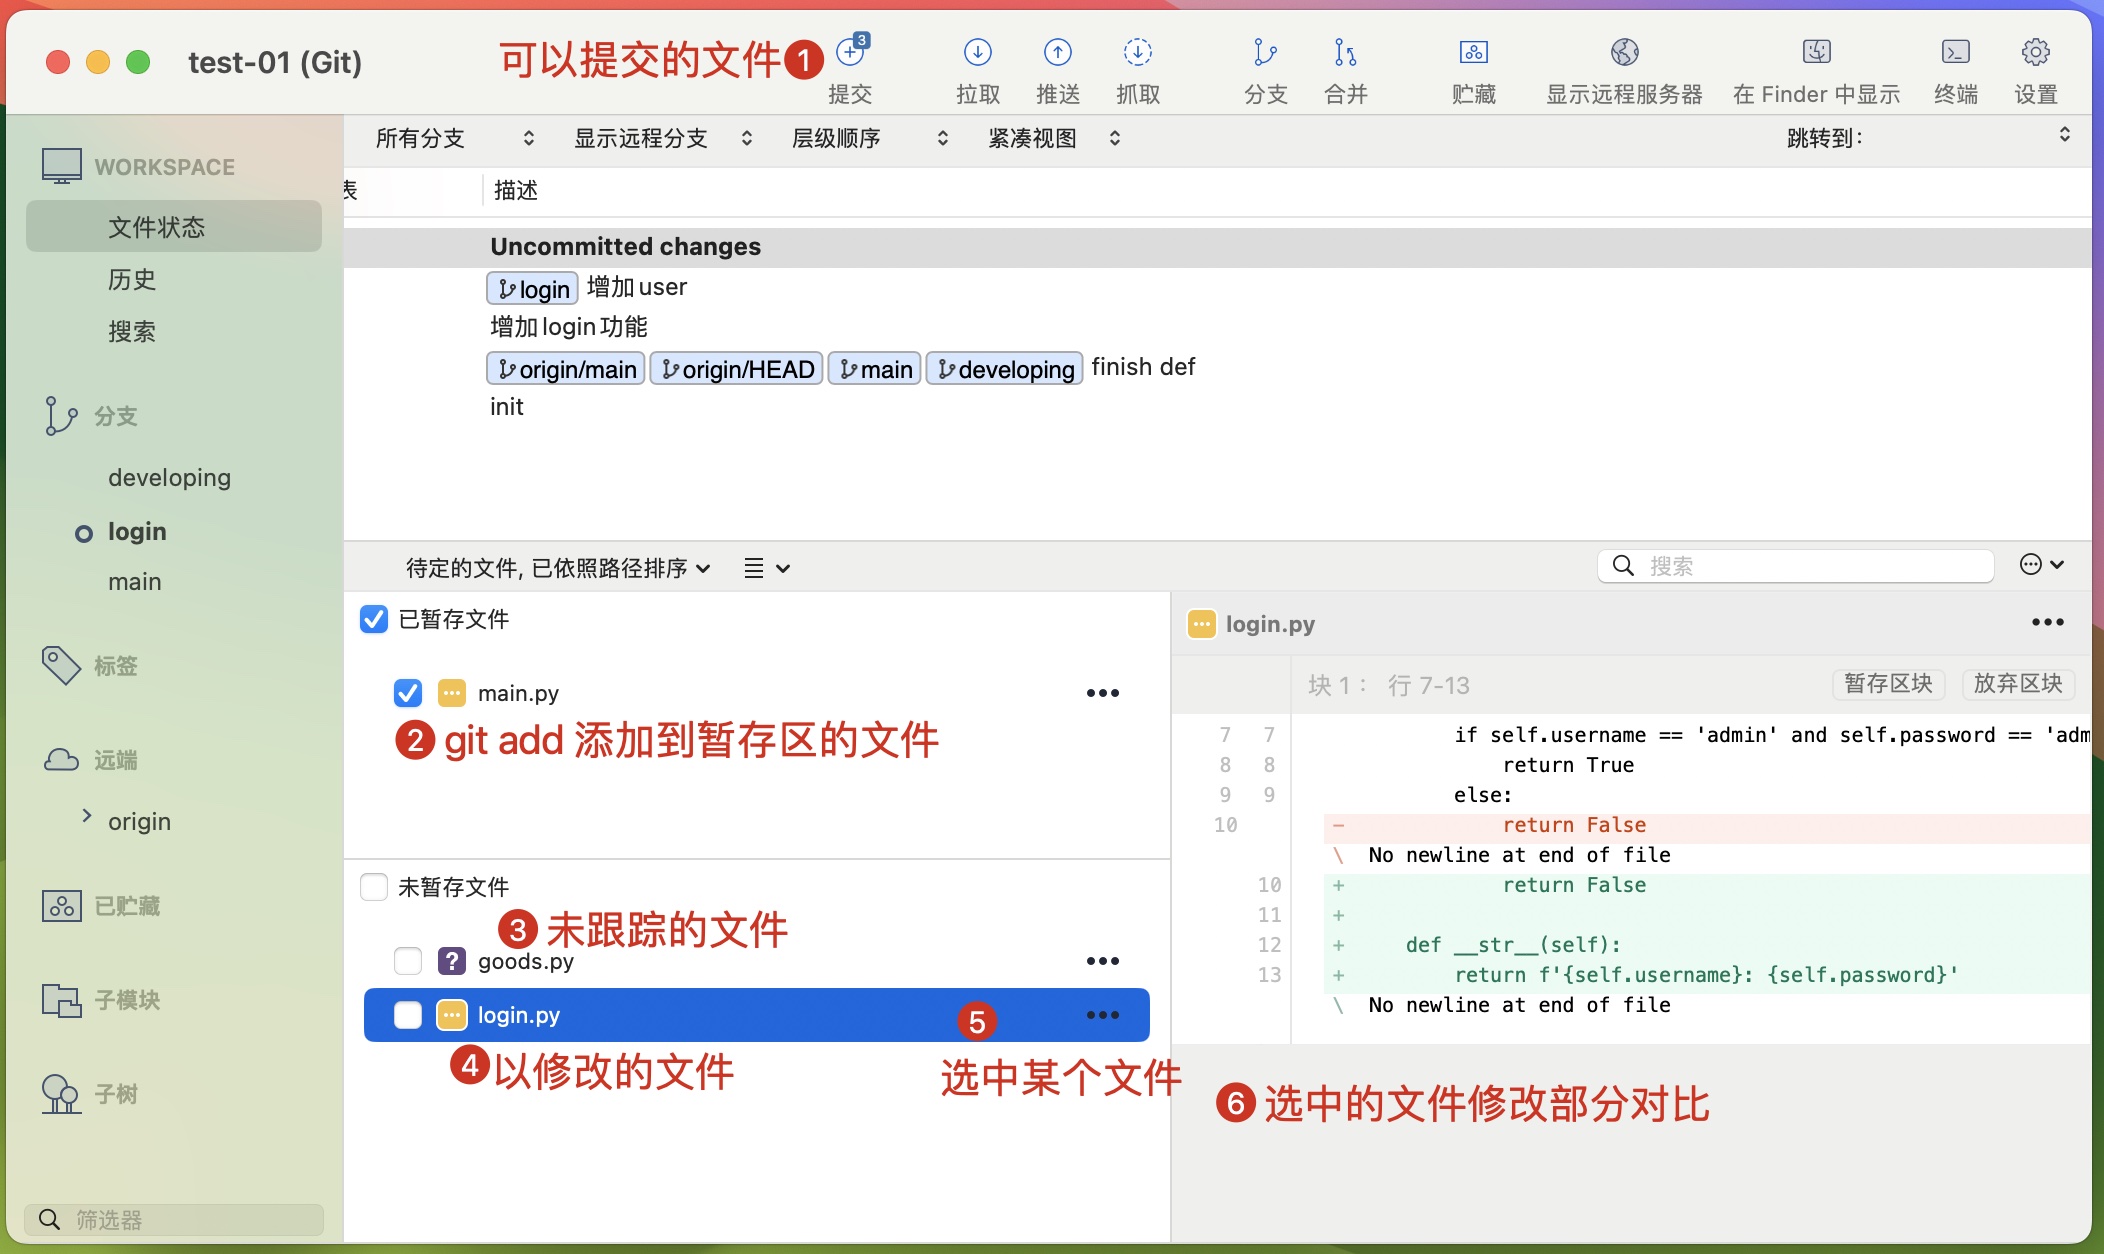 test-01 (Git)
可以提交的文件 1
3
提交
拉取
推送
抓取
分支
合并
贮藏
显示远程服务器
在 Finder 中显示
终端
设置
WORKSPACE
文件状态
历史
搜索
分支
developing
login
main
标签
远端
origin
已贮藏
子模块
子树
筛选器
所有分支
显示远程分支
层级顺序
紧凑视图
跳转到：
表
描述
Uncommitted changes
login 增加user
增加login功能
origin/main origin/HEAD main developing finish def
init
待定的文件, 已依照路径排序
搜索
已暂存文件
main.py
2 git add 添加到暂存区的文件
未暂存文件
3 未跟踪的文件
? goods.py
login.py
5
4 以修改的文件
选中某个文件
login.py
块 1： 行 7-13
暂存区块
放弃区块
7 7 if self.username == 'admin' and self.password == 'adm
8 8 return True
9 9 else:
10 - return False
\ No newline at end of file
10 + return False
11 +
12 + def __str__(self):
13 + return f'{self.username}: {self.password}'
\ No newline at end of file
6 选中的文件修改部分对比